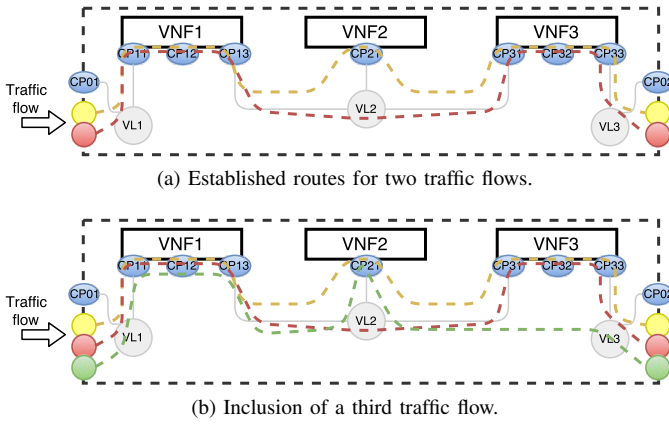 VNF1 VNF2 VNF3
CP11 CP12 CP13 CP21 CP31 CP32 CP33
Traffic
flow
CP01 CP02
VL1 VL2 VL3
(a) Established routes for two traffic flows.
VNF1 VNF2 VNF3
CP11 CP12 CP13 CP21 CP31 CP32 CP33
Traffic
flow
CP01 CP02
VL1 VL2 VL3
(b) Inclusion of a third traffic flow.